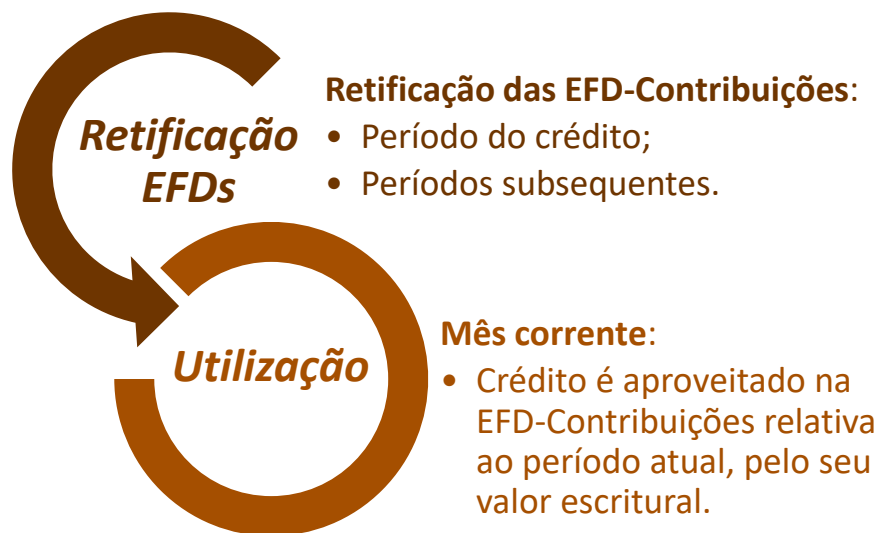 Retificação
EFDs
Retificação das EFD-Contribuições:
• Período do crédito;
• Períodos subsequentes.
Utilização
Mês corrente:
• Crédito é aproveitado na
EFD-Contribuições relativa
ao período atual, pelo seu
valor escritural.